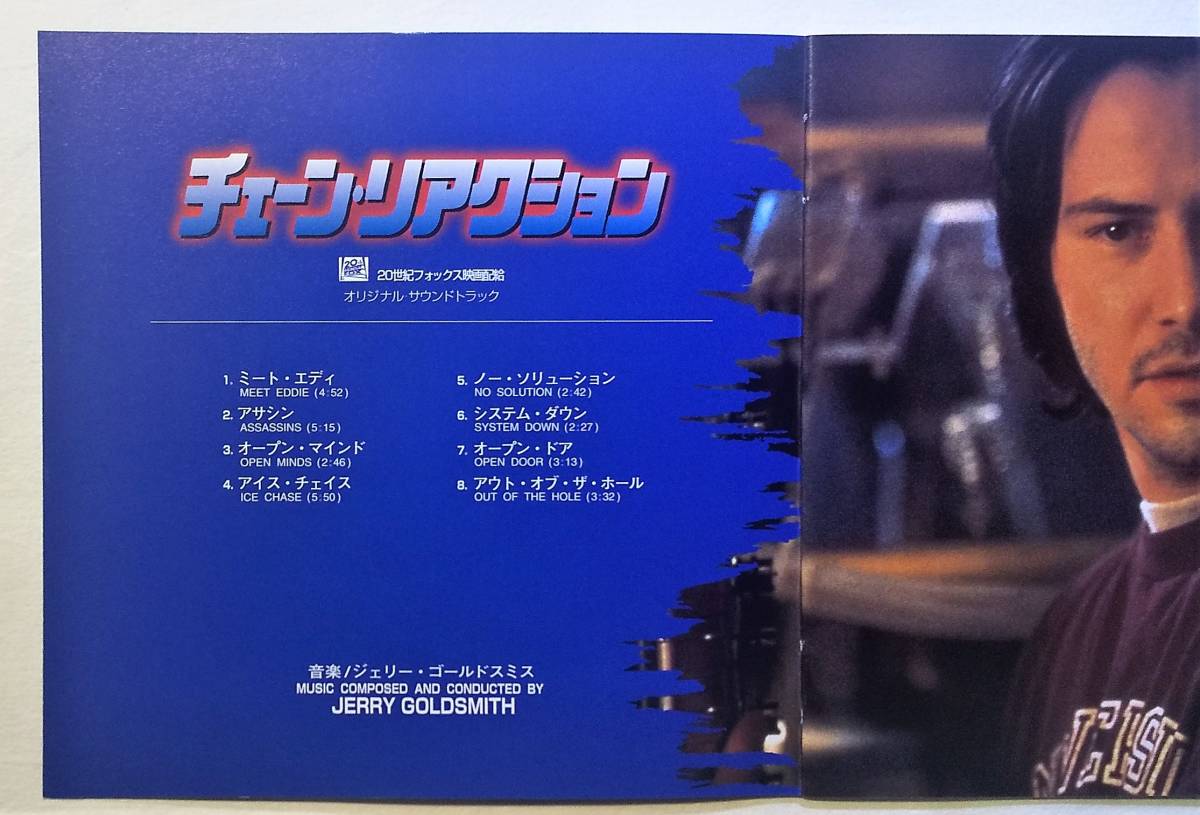 チェーン・リアクション
20世紀フォックス映画配給
オリジナル・サウンドトラック
1. ミート・エディ
MEET EDDIE (4:52)
2. アサシン
ASSASSINS (5:15)
3. オープン・マインド
OPEN MINDS (2:46)
4. アイス・チェイス
ICE CHASE (5:50)
5. ノー・ソリューション
NO SOLUTION (2:42)
6. システム・ダウン
SYSTEM DOWN (2:27)
7. オープン・ドア
OPEN DOOR (3:13)
8. アウト・オブ・ザ・ホール
OUT OF THE HOLE (3:32)
音楽/ジェリー・ゴールドスミス
MUSIC COMPOSED AND CONDUCTED BY
JERRY GOLDSMITH